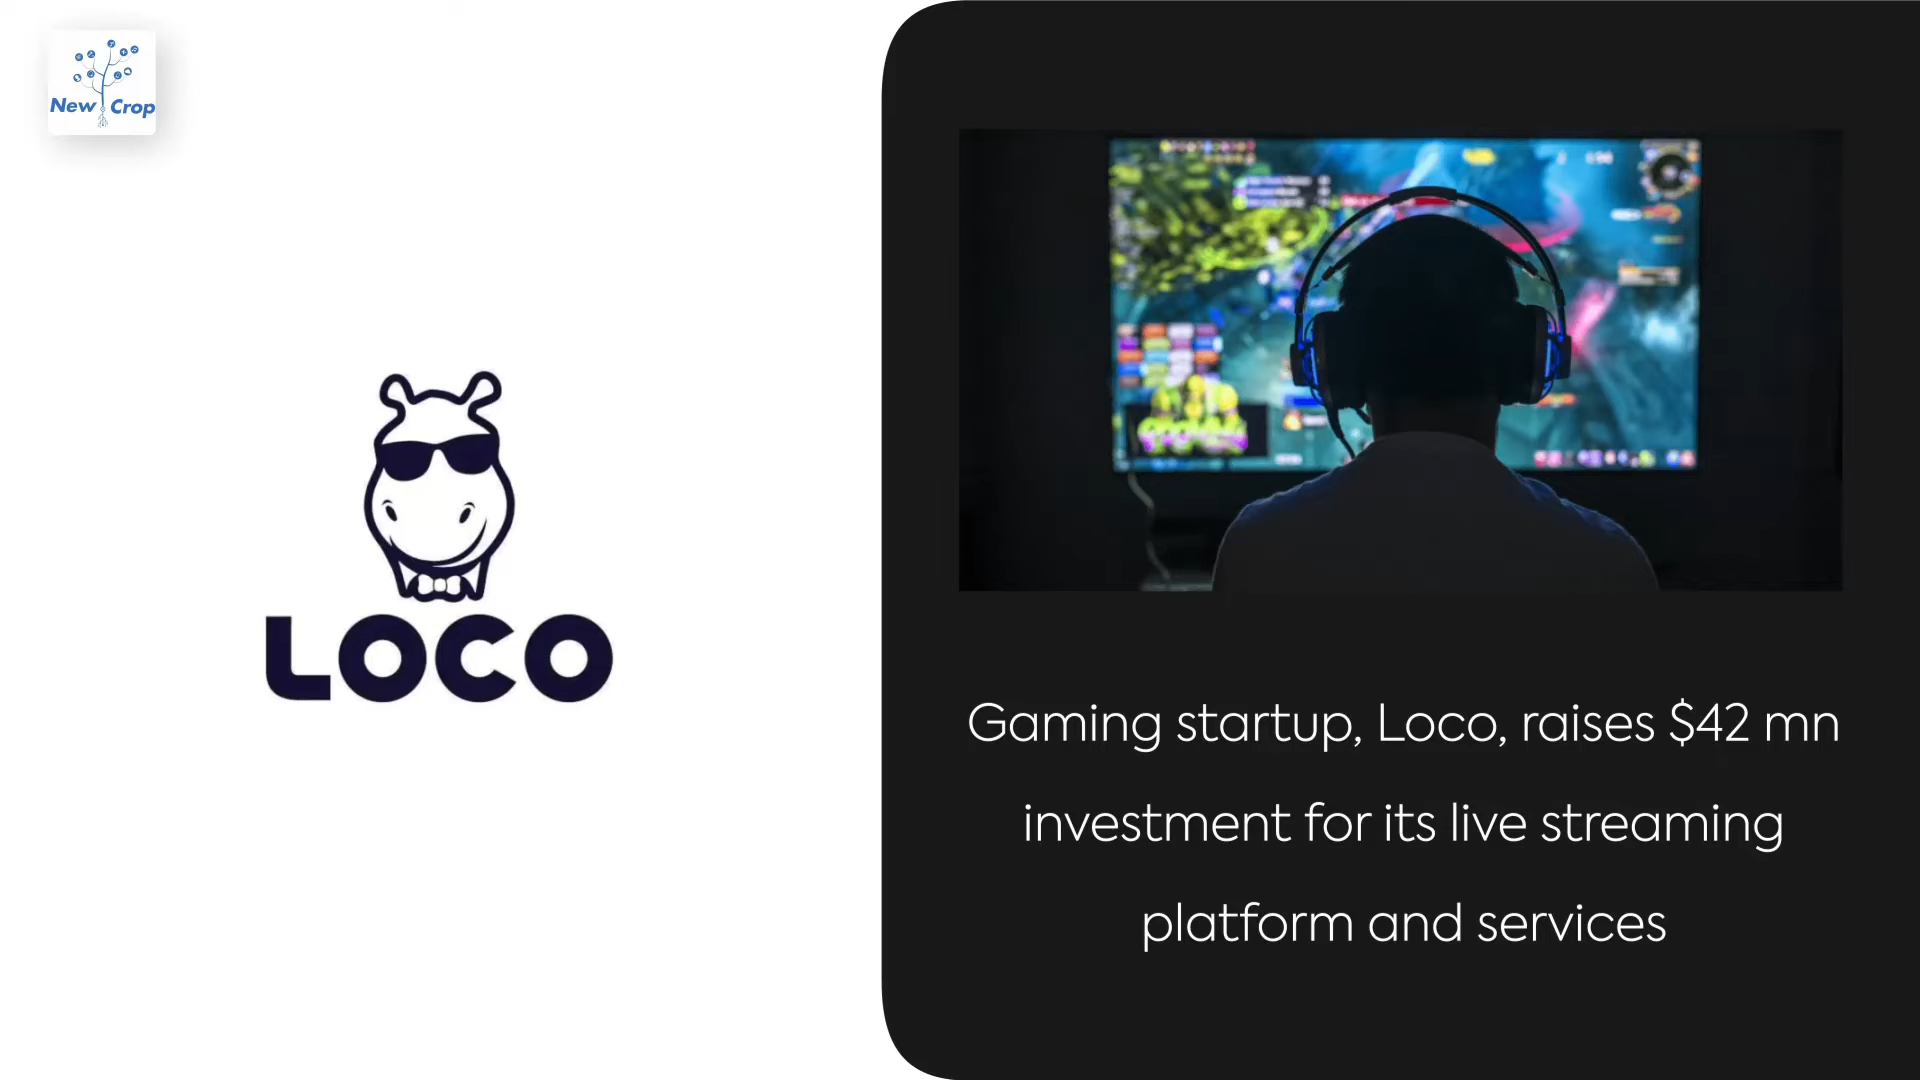 New Crop
LOCO
Gaming startup, Loco, raises $42 mn
investment for its live streaming
platform and services